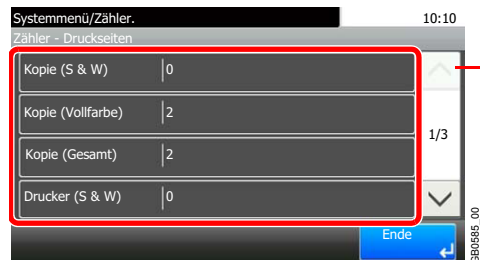 Systemmenü/Zähler.
10:10
Zähler - Druckseiten
Kopie (S & W) 0
Kopie (Vollfarbe) 2
Kopie (Gesamt) 2
Drucker (S & W) 0
1/3
Ende
GB0585_00